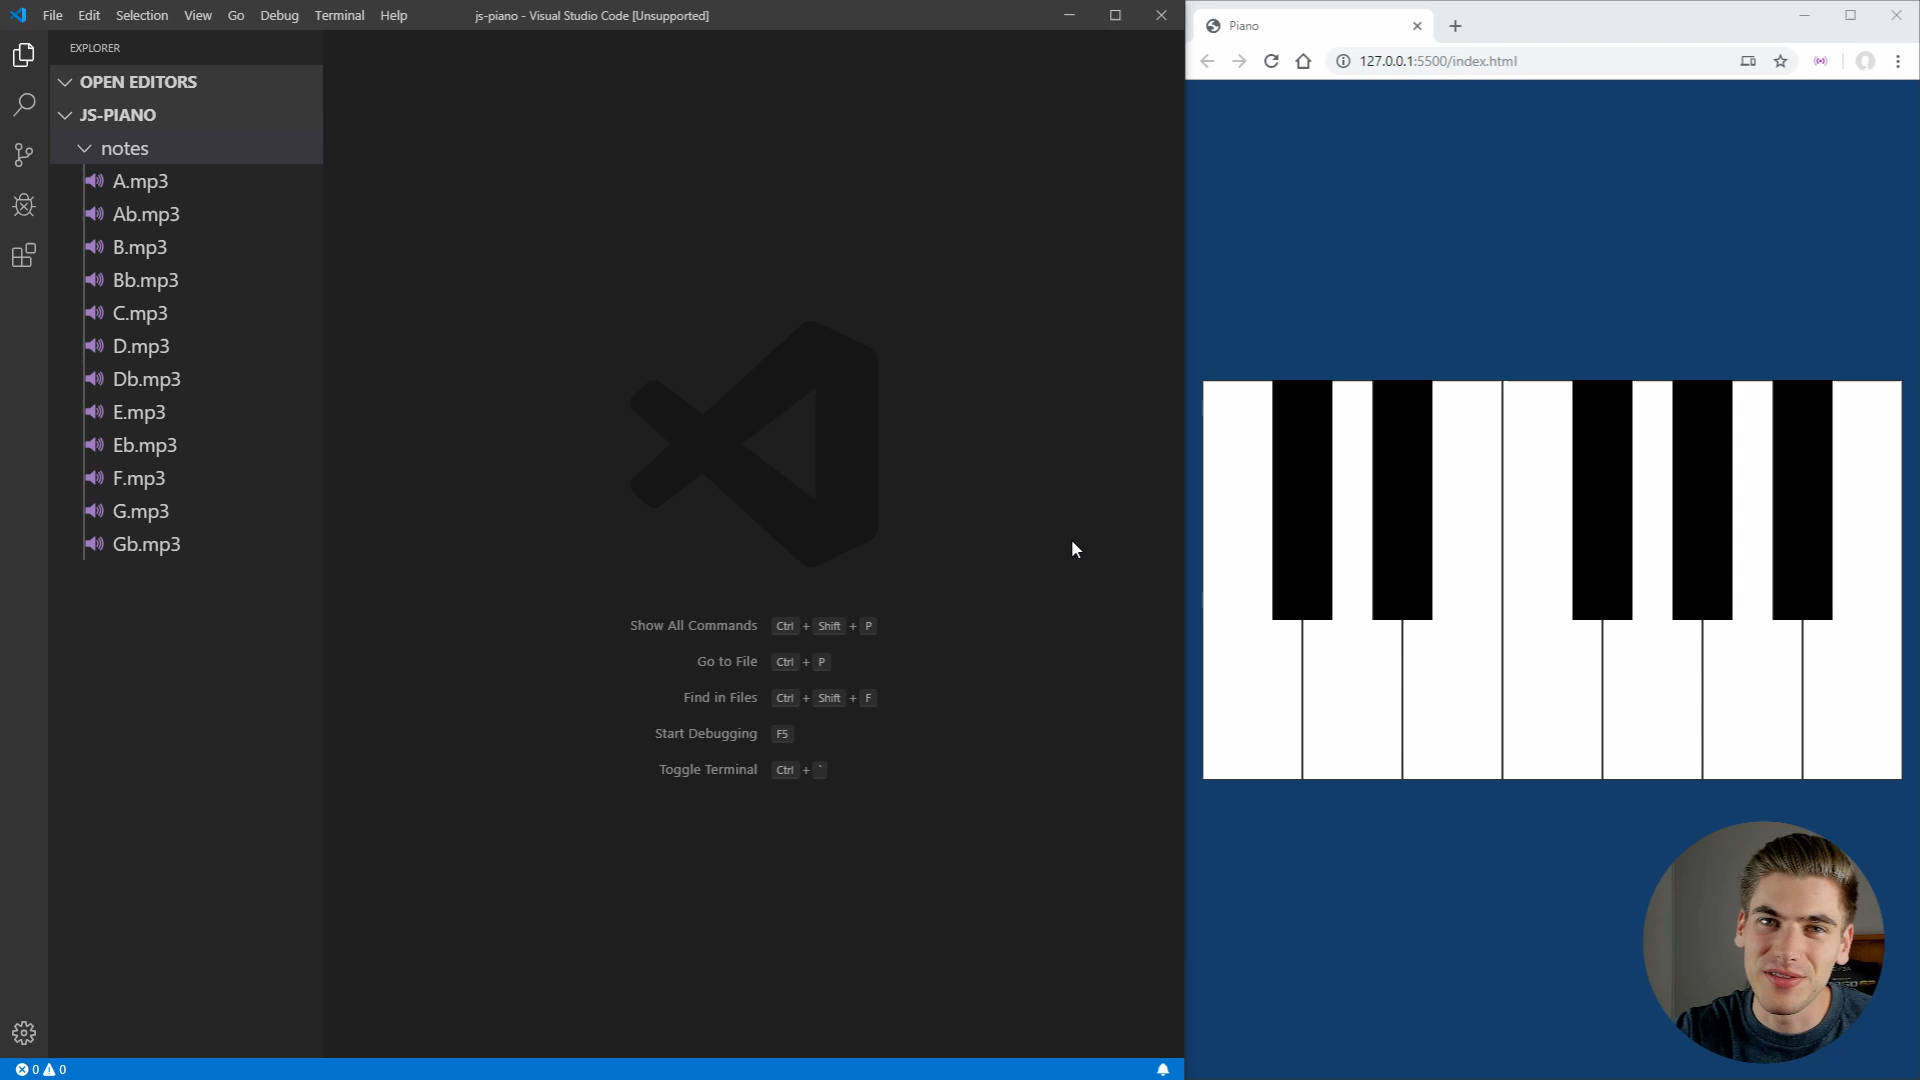 File Edit Selection View Go Debug Terminal Help
js-piano - Visual Studio Code [Unsupported]
EXPLORER
OPEN EDITORS
JS-PIANO
notes
A.mp3
Ab.mp3
B.mp3
Bb.mp3
C.mp3
D.mp3
Db.mp3
E.mp3
Eb.mp3
F.mp3
G.mp3
Gb.mp3
Show All Commands Ctrl + Shift + P
Go to File Ctrl + P
Find in Files Ctrl + Shift + F
Start Debugging F5
Toggle Terminal Ctrl + `
0 0
Piano
127.0.0.1:5500/index.html